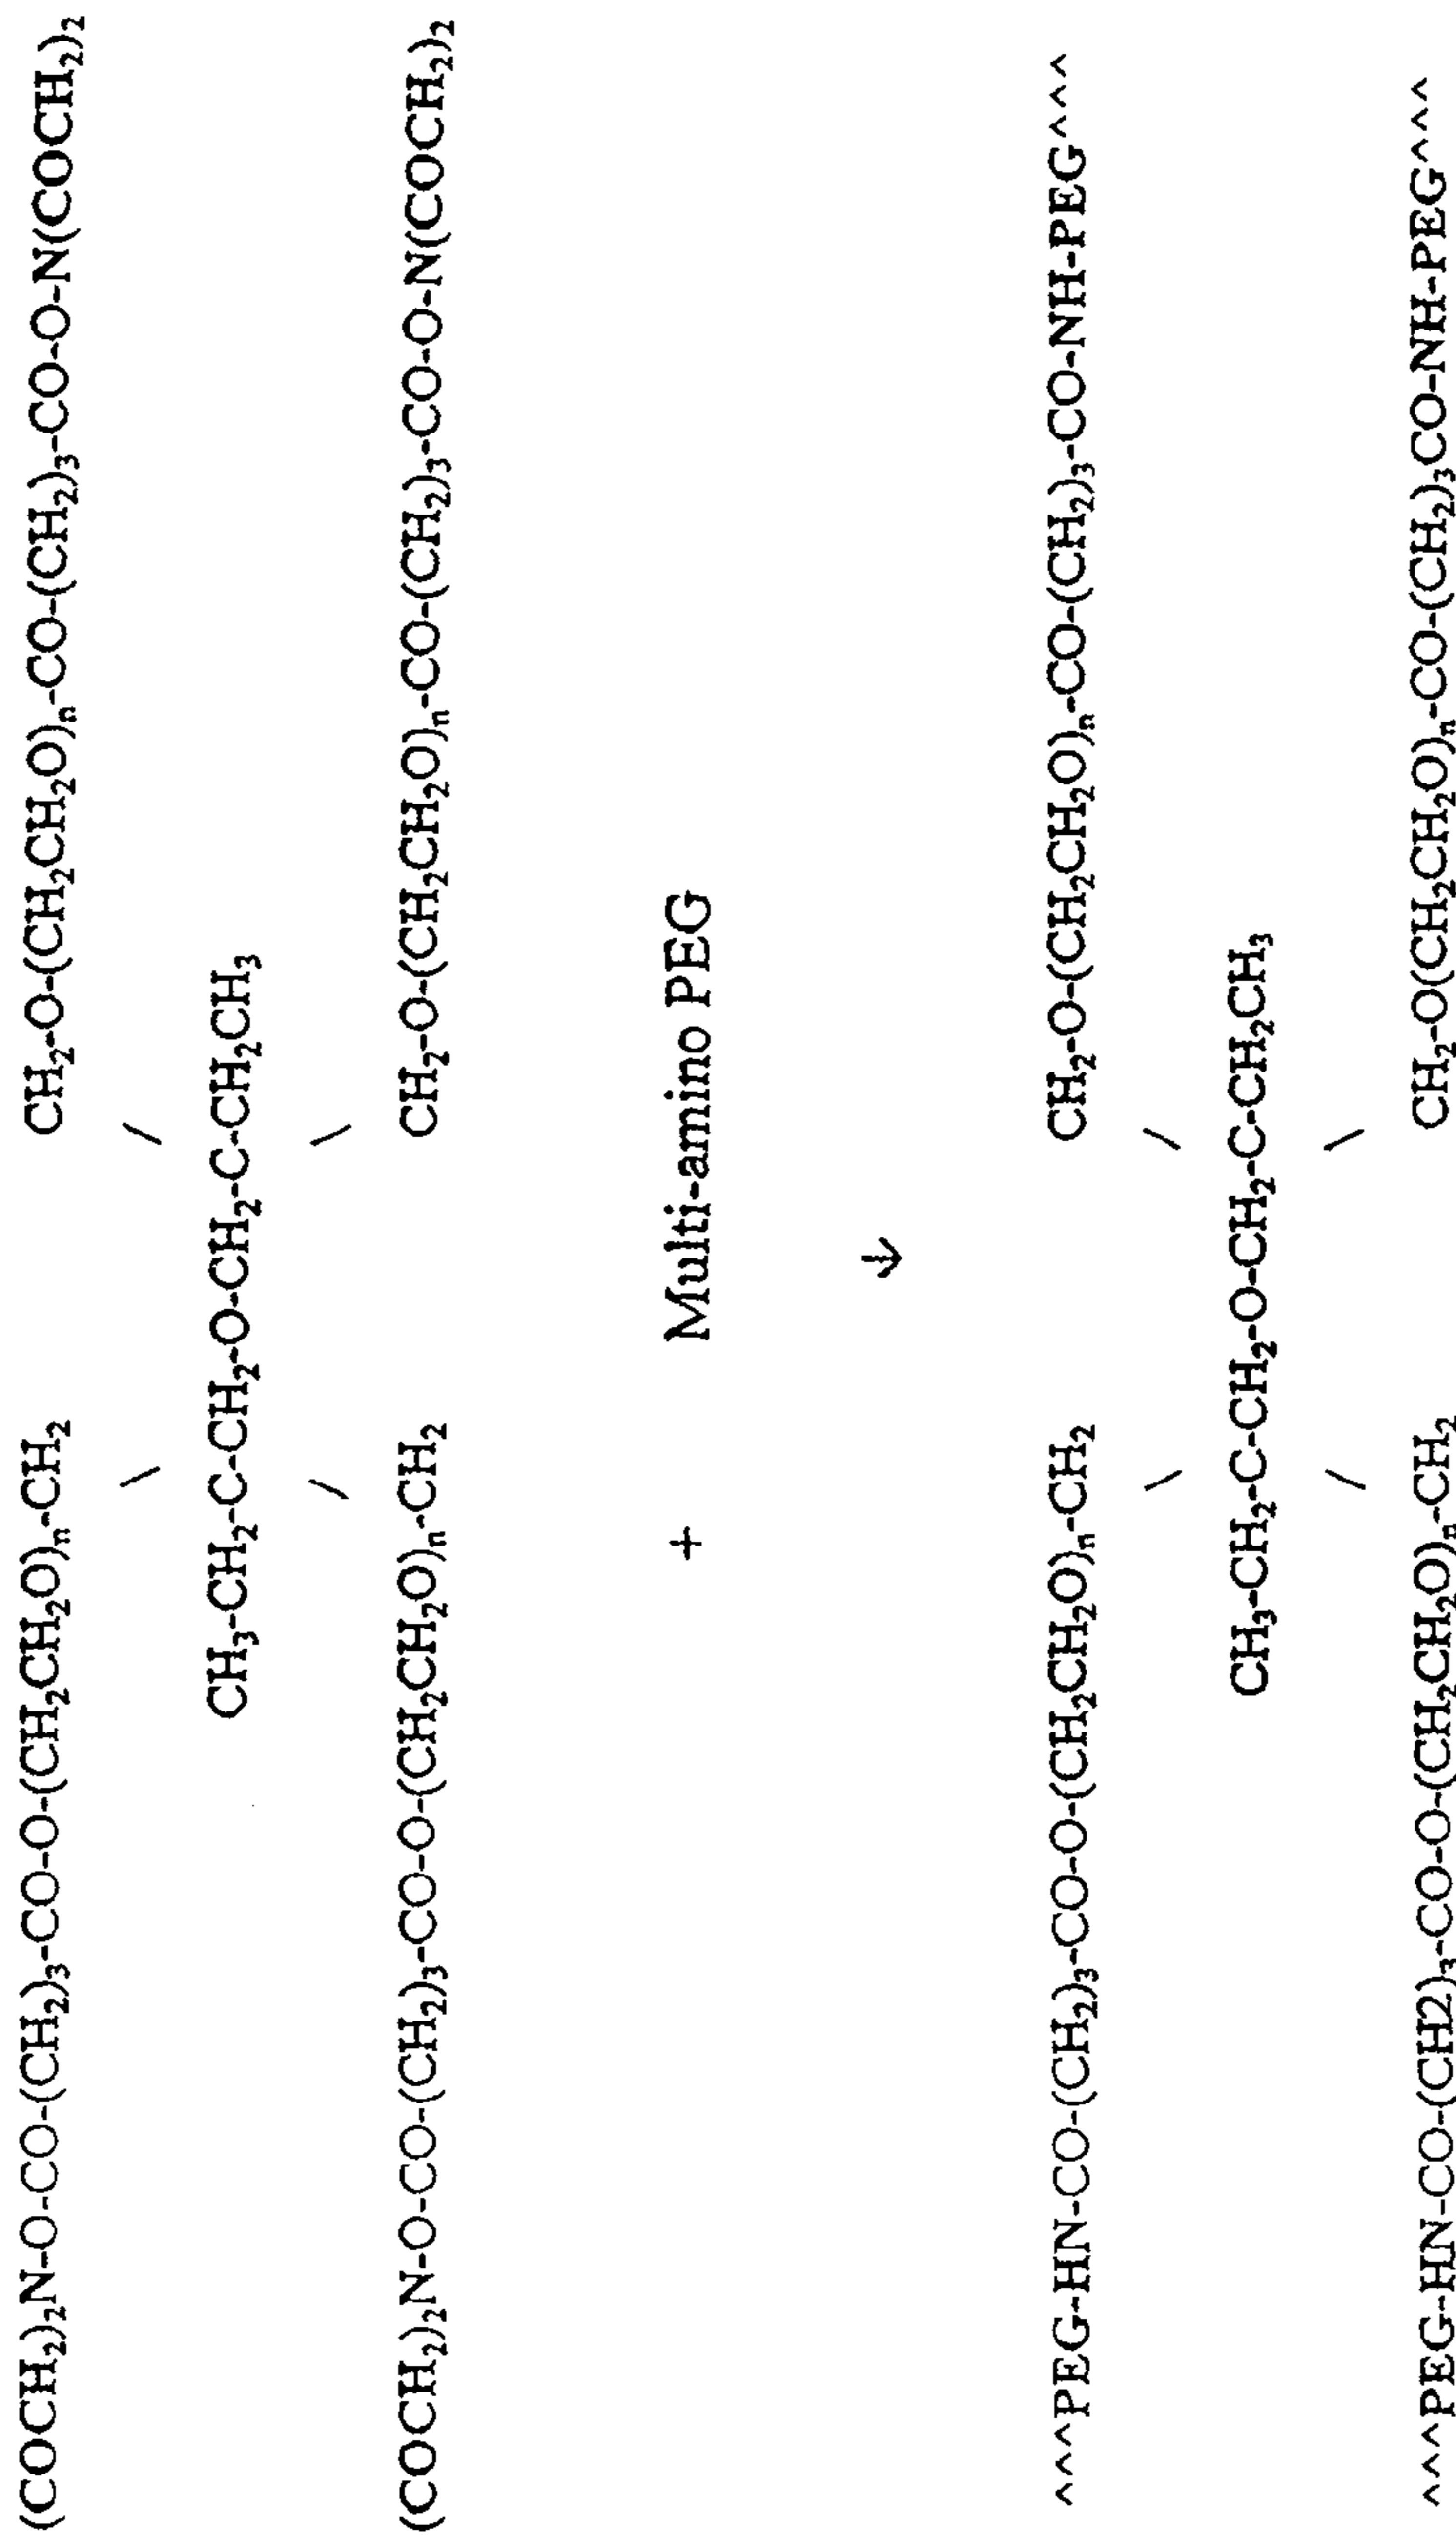 (COCH₂)₂N-O-CO-(CH₂)₃-CO-O-(CH₂CH₂O)ₙ-CH₂ CH₂-O-(CH₂CH₂O)ₙ-CO-(CH₂)₃-CO-O-N(COCH₂)₂
\ /
CH₃-CH₂-C-CH₂-O-CH₂-C-CH₂CH₃
/ \
(COCH₂)₂N-O-CO-(CH₂)₃-CO-O-(CH₂CH₂O)ₙ-CH₂ CH₂-O-(CH₂CH₂O)ₙ-CO-(CH₂)₃-CO-O-N(COCH₂)₂
+ Multi-amino PEG
↓
^^^PEG-HN-CO-(CH₂)₃-CO-O-(CH₂CH₂O)ₙ-CH₂ CH₂-O-(CH₂CH₂O)ₙ-CO-(CH₂)₃-CO-NH-PEG^^^
\ /
CH₃-CH₂-C-CH₂-O-CH₂-C-CH₂CH₃
/ \
^^^PEG-HN-CO-(CH2)₃-CO-O-(CH₂CH₂O)ₙ-CH₂ CH₂-O(CH₂CH₂O)ₙ-CO-(CH₂)₃CO-NH-PEG^^^